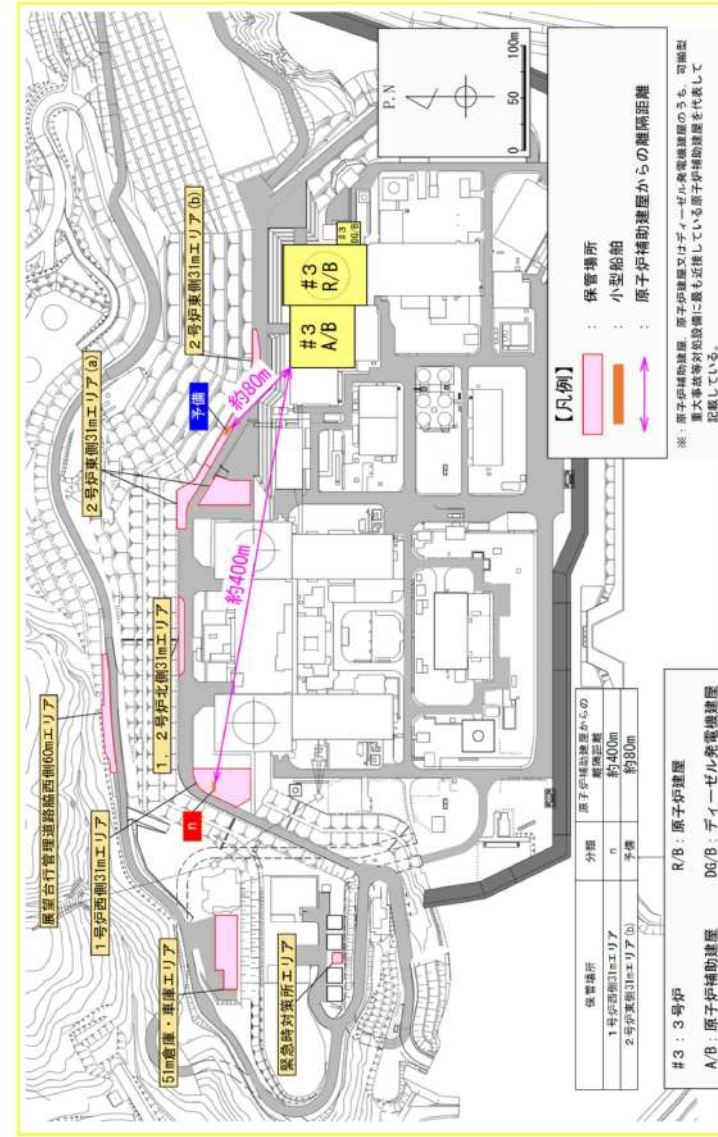 展望台行管理道路脇西側60mエリア
1号炉西側31mエリア
51m倉庫・車庫エリア
緊急時対策所エリア
1, 2号炉北側31mエリア
2号炉東側31mエリア(a)
2号炉東側31mエリア(b)
n
予備
約400m
約80m
#3
A/B
#3
R/B
#3
DG/B
P.N
0 50 100m
【凡例】
: 保管場所
: 小型船舶
: 原子炉補助建屋からの離隔距離
※:原子炉補助建屋、原子炉建屋又はディーゼル発電機建屋のうち、可搬型
重大事故等対処設備に最も近接している原子炉補助建屋を代表して
記載している。
保管場所 分類 原子炉補助建屋からの離隔距離
1号炉西側31mエリア n 約400m
2号炉東側31mエリア(b) 予備 約80m
#3:3号炉 R/B:原子炉建屋
A/B:原子炉補助建屋 DG/B:ディーゼル発電機建屋